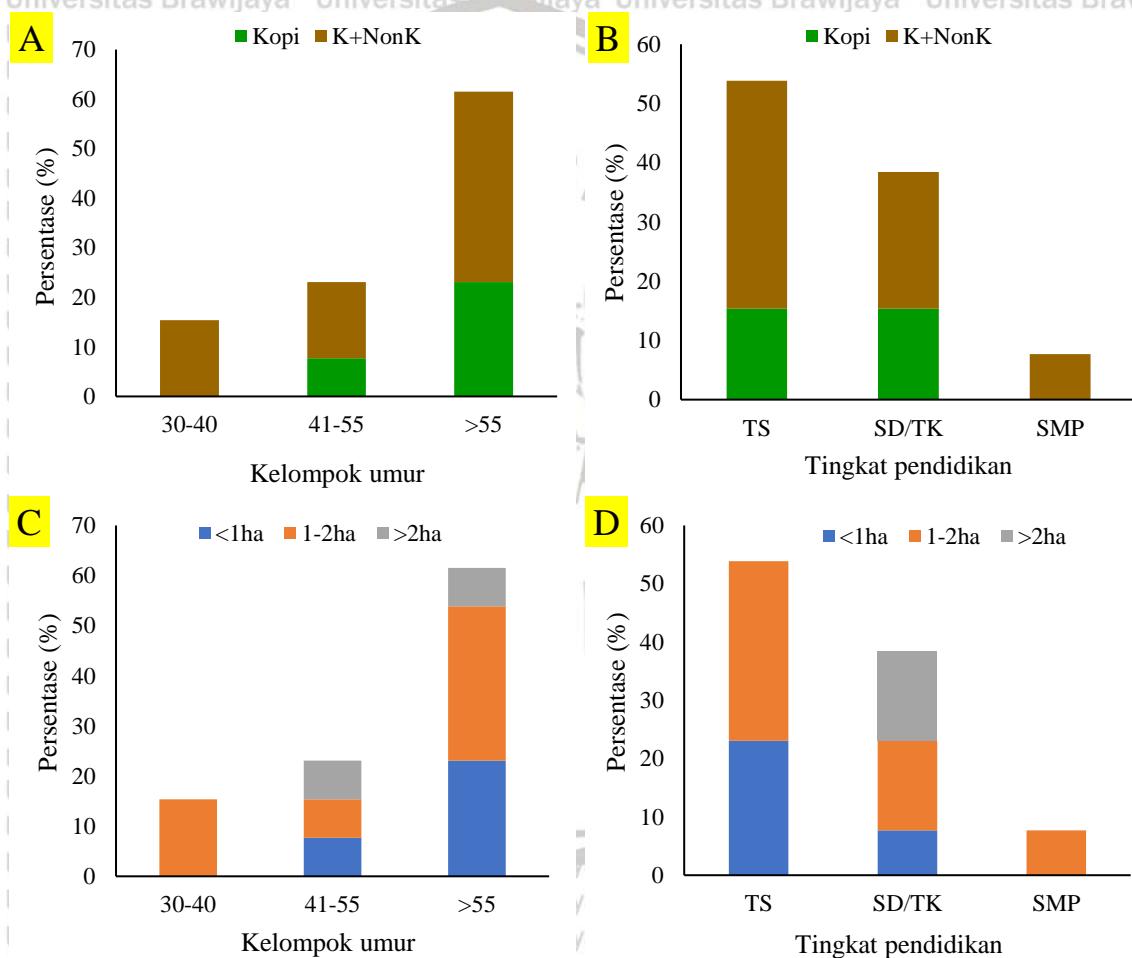 Universitas Brawijaya Universitas Brawijaya Universitas Brawijaya Universitas
A
Kopi K+NonK
Persentase (%)
70
60
50
40
30
20
10
0
30-40 41-55 >55
Kelompok umur
B
Kopi K+NonK
Persentase (%)
60
50
40
30
20
10
0
TS SD/TK SMP
Tingkat pendidikan
C
<1ha 1-2ha >2ha
Persentase (%)
70
60
50
40
30
20
10
0
30-40 41-55 >55
Kelompok umur
D
<1ha 1-2ha >2ha
Persentase (%)
60
50
40
30
20
10
0
TS SD/TK SMP
Tingkat pendidikan